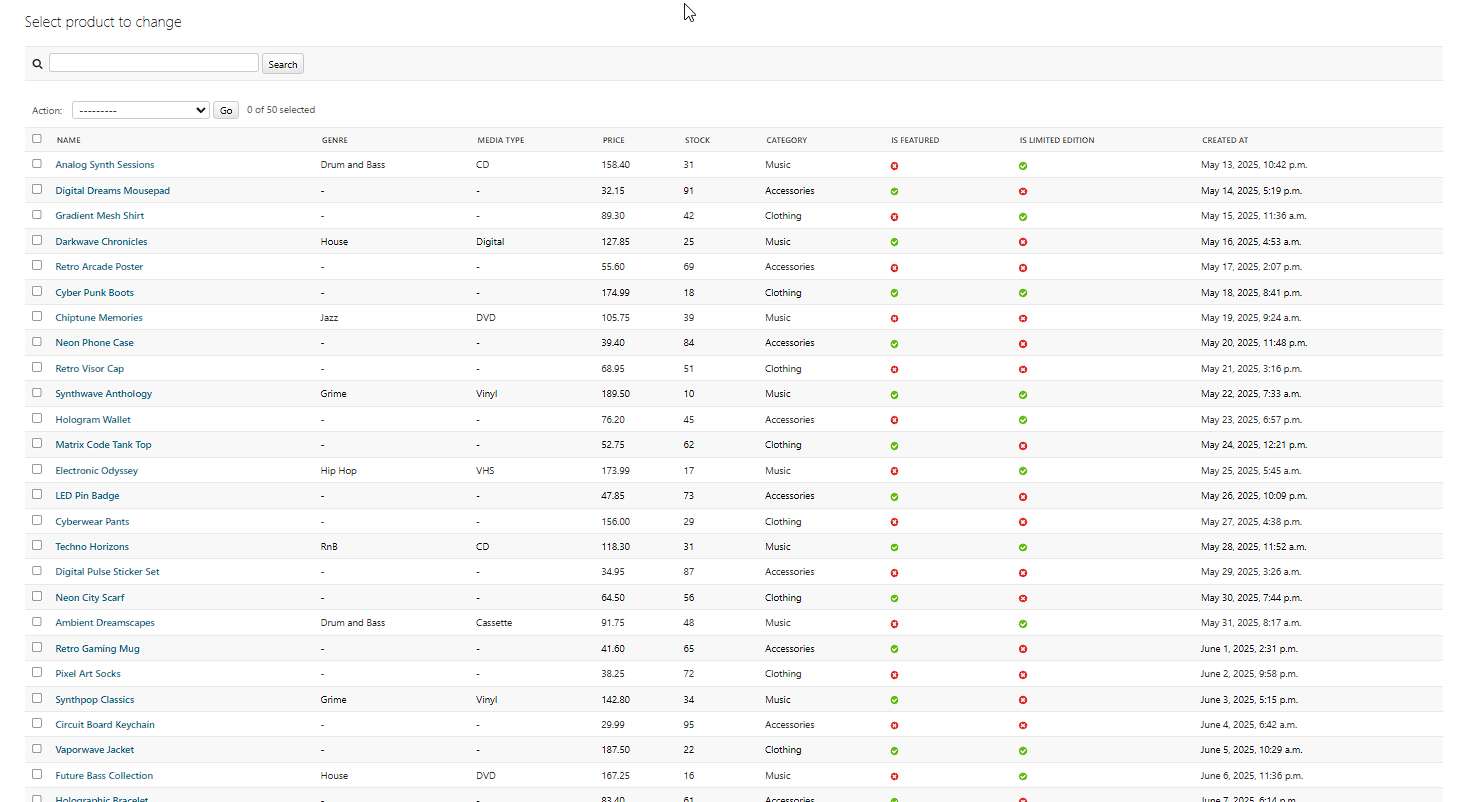 Select product to change
Search
Action: --------- Go 0 of 50 selected
NAME GENRE MEDIA TYPE PRICE STOCK CATEGORY IS FEATURED IS LIMITED EDITION CREATED AT
Analog Synth Sessions Drum and Bass CD 158.40 31 Music May 13, 2025, 10:42 p.m.
Digital Dreams Mousepad - - 32.15 91 Accessories May 14, 2025, 5:19 p.m.
Gradient Mesh Shirt - - 89.30 42 Clothing May 15, 2025, 11:36 a.m.
Darkwave Chronicles House Digital 127.85 25 Music May 16, 2025, 4:53 a.m.
Retro Arcade Poster - - 55.60 69 Accessories May 17, 2025, 2:07 p.m.
Cyber Punk Boots - - 174.99 18 Clothing May 18, 2025, 8:41 p.m.
Chiptune Memories Jazz DVD 105.75 39 Music May 19, 2025, 9:24 a.m.
Neon Phone Case - - 39.40 84 Accessories May 20, 2025, 11:48 p.m.
Retro Visor Cap - - 68.95 51 Clothing May 21, 2025, 3:16 p.m.
Synthwave Anthology Grime Vinyl 189.50 10 Music May 22, 2025, 7:33 a.m.
Hologram Wallet - - 76.20 45 Accessories May 23, 2025, 6:57 p.m.
Matrix Code Tank Top - - 52.75 62 Clothing May 24, 2025, 12:21 p.m.
Electronic Odyssey Hip Hop VHS 173.99 17 Music May 25, 2025, 5:45 a.m.
LED Pin Badge - - 47.85 73 Accessories May 26, 2025, 10:09 p.m.
Cyberwear Pants - - 156.00 29 Clothing May 27, 2025, 4:38 p.m.
Techno Horizons RnB CD 118.30 31 Music May 28, 2025, 11:52 a.m.
Digital Pulse Sticker Set - - 34.95 87 Accessories May 29, 2025, 3:26 a.m.
Neon City Scarf - - 64.50 56 Clothing May 30, 2025, 7:44 p.m.
Ambient Dreamscapes Drum and Bass Cassette 91.75 48 Music May 31, 2025, 8:17 a.m.
Retro Gaming Mug - - 41.60 65 Accessories June 1, 2025, 2:31 p.m.
Pixel Art Socks - - 38.25 72 Clothing June 2, 2025, 9:58 p.m.
Synthpop Classics Grime Vinyl 142.80 34 Music June 3, 2025, 5:15 p.m.
Circuit Board Keychain - - 29.99 95 Accessories June 4, 2025, 6:42 a.m.
Vaporwave Jacket - - 187.50 22 Clothing June 5, 2025, 10:29 a.m.
Future Bass Collection House DVD 167.25 16 Music June 6, 2025, 11:36 p.m.
Holographic Bracelet - - 83.40 61 Accessories June 7, 2025, 6:14 p.m.